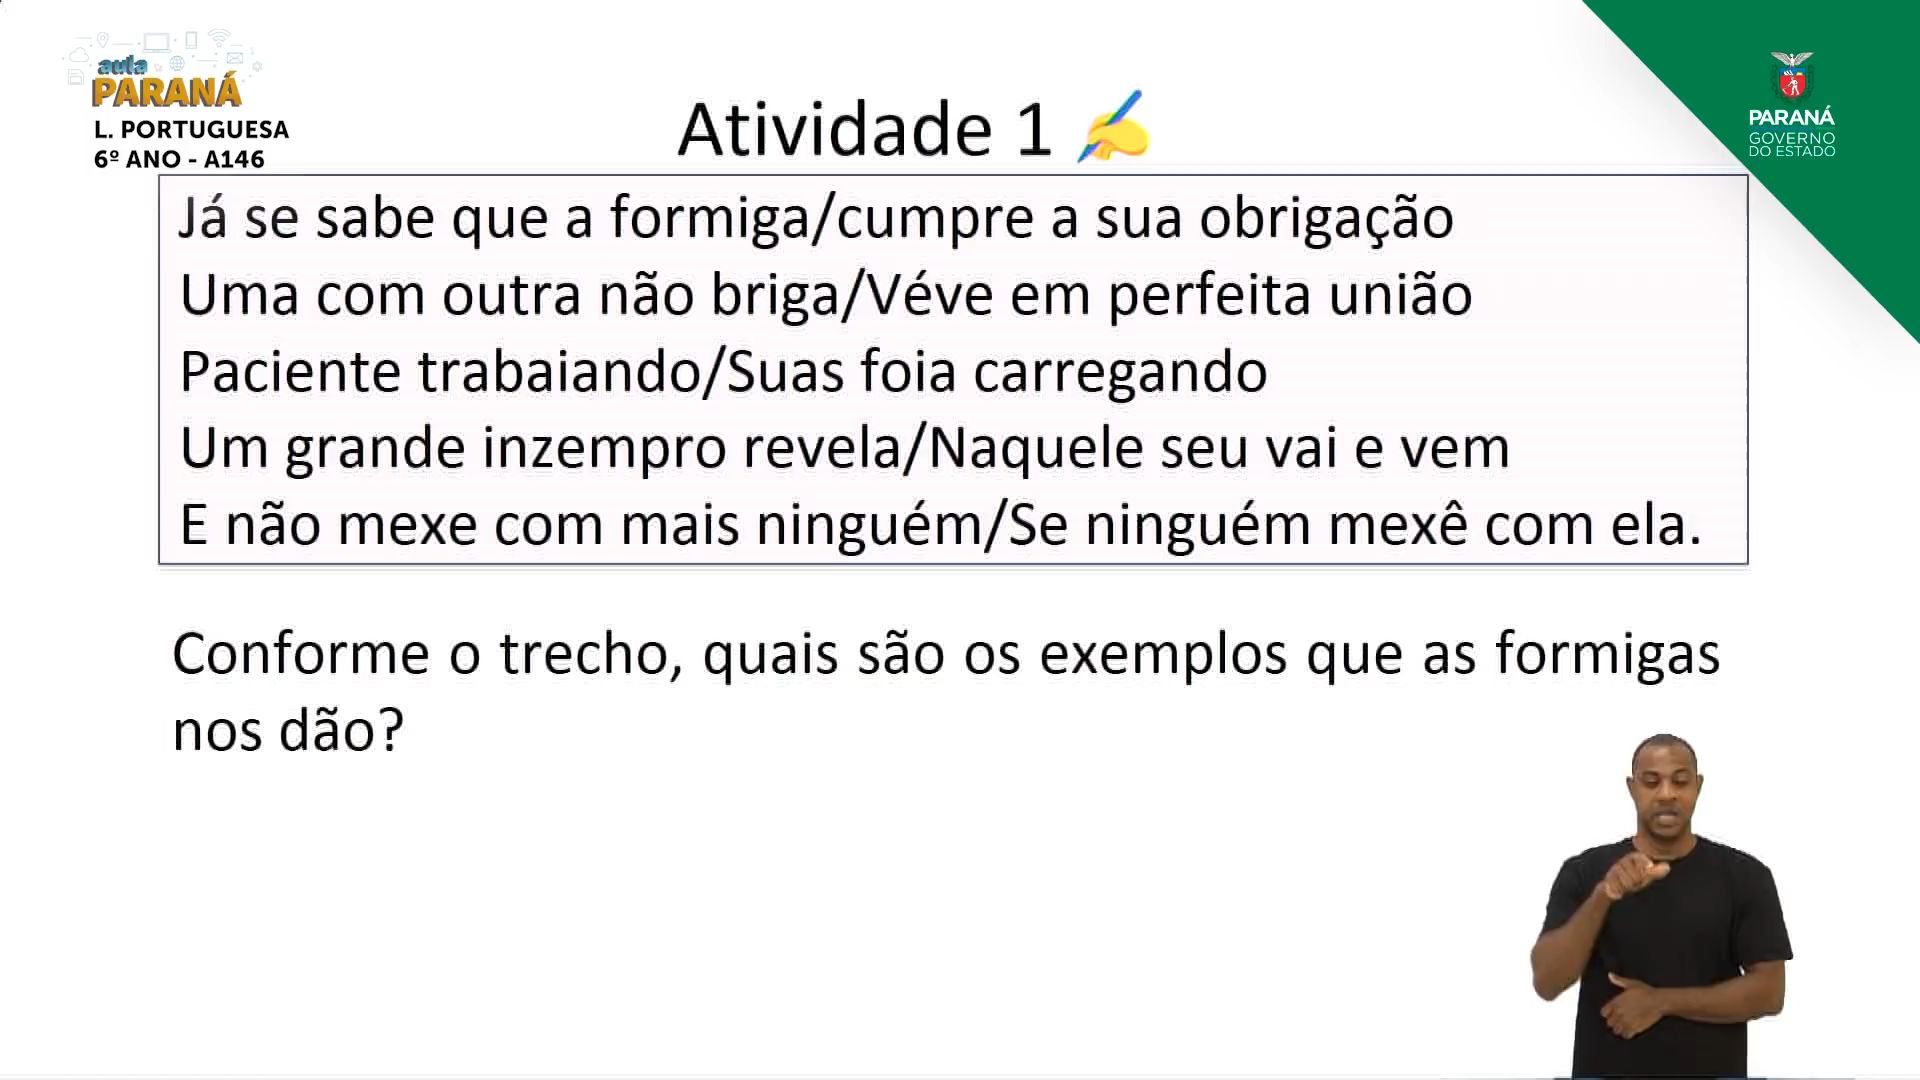 aula
PARANÁ
L. PORTUGUESA
6º ANO - A146
PARANÁ
GOVERNO
DO ESTADO
Atividade 1
Já se sabe que a formiga/cumpre a sua obrigação
Uma com outra não briga/Véve em perfeita união
Paciente trabaiando/Suas foia carregando
Um grande inzempro revela/Naquele seu vai e vem
E não mexe com mais ninguém/Se ninguém mexê com ela.
Conforme o trecho, quais são os exemplos que as formigas
nos dão?